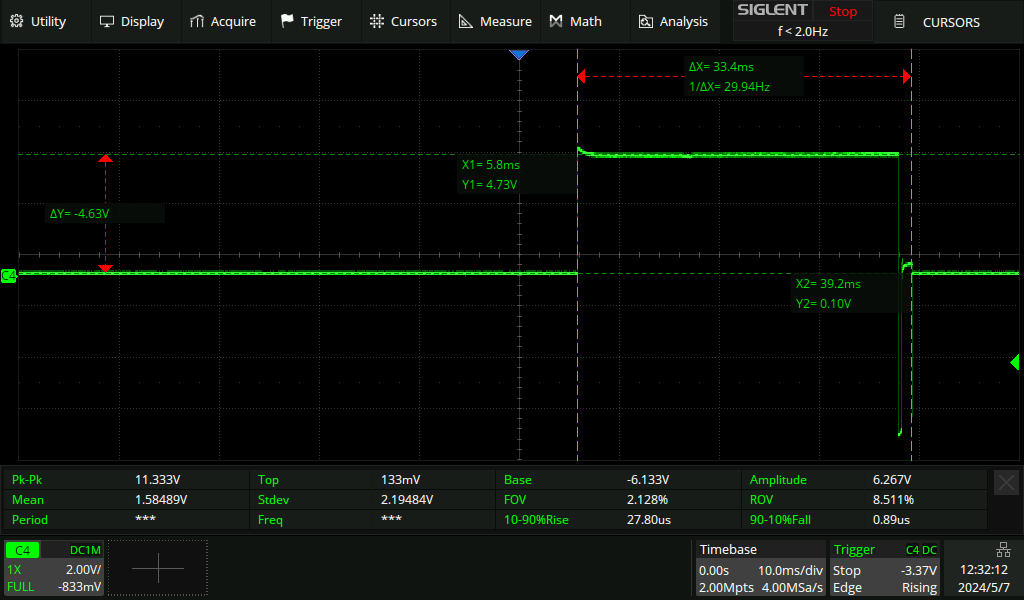 Utility Display Acquire Trigger Cursors Measure Math Analysis SIGLENT Stop CURSORS
f < 2.0Hz
ΔX= 33.4ms
1/ΔX= 29.94Hz
X1= 5.8ms
Y1= 4.73V
ΔY= -4.63V
C4
X2= 39.2ms
Y2= 0.10V
Pk-Pk 11.333V Top 133mV Base -6.133V Amplitude 6.267V
Mean 1.58489V Stdev 2.19484V FOV 2.128% ROV 8.511%
Period *** Freq *** 10-90%Rise 27.80us 90-10%Fall 0.89us
C4 DC1M Timebase Trigger C4 DC
1X 2.00V/ 0.00s 10.0ms/div Stop -3.37V 12:32:12
FULL -833mV 2.00Mpts 4.00MSa/s Edge Rising 2024/5/7